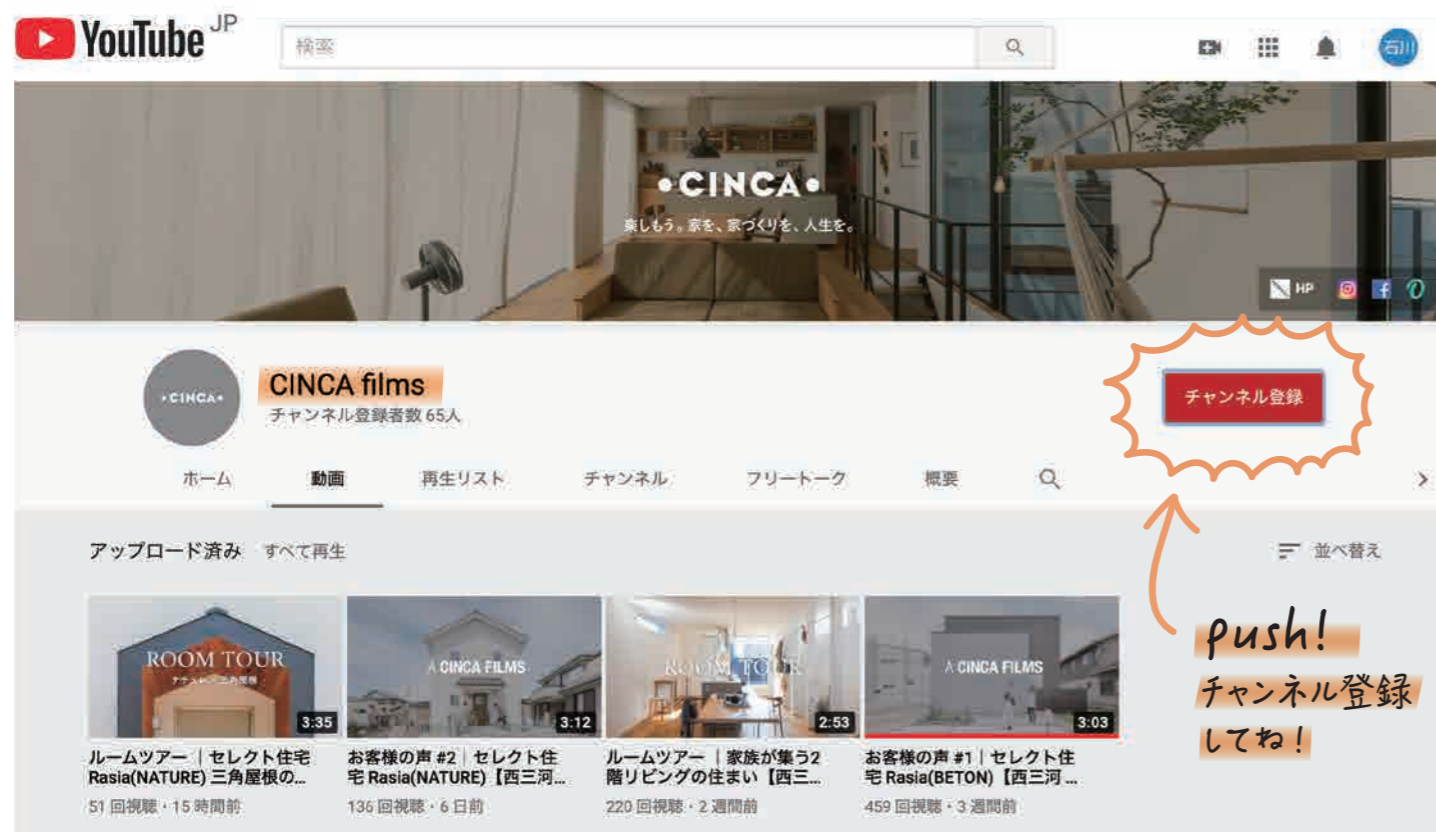 YouTube JP
検索
石川
•CINCA•
楽しもう。家を、家づくりを、人生を。
HP
•CINCA•
CINCA films
チャンネル登録者数 65人
チャンネル登録
ホーム 動画 再生リスト チャンネル フリートーク 概要
アップロード済み すべて再生
並べ替え
ROOM TOUR
ナチュレ・三角屋根
3:35
A CINCA FILMS
3:12
ROOM TOUR
2:53
A CINCA FILMS
3:03
ルームツアー｜セレクト住宅
Rasia(NATURE) 三角屋根の...
51 回視聴・15 時間前
お客様の声 #2｜セレクト住
宅 Rasia(NATURE)【西三河...
136 回視聴・6 日前
ルームツアー｜家族が集う2
階リビングの住まい【西三...
220 回視聴・2 週間前
お客様の声 #1｜セレクト住
宅 Rasia(BETON)【西三河 ...
459 回視聴・3 週間前
push!
チャンネル登録
してね!